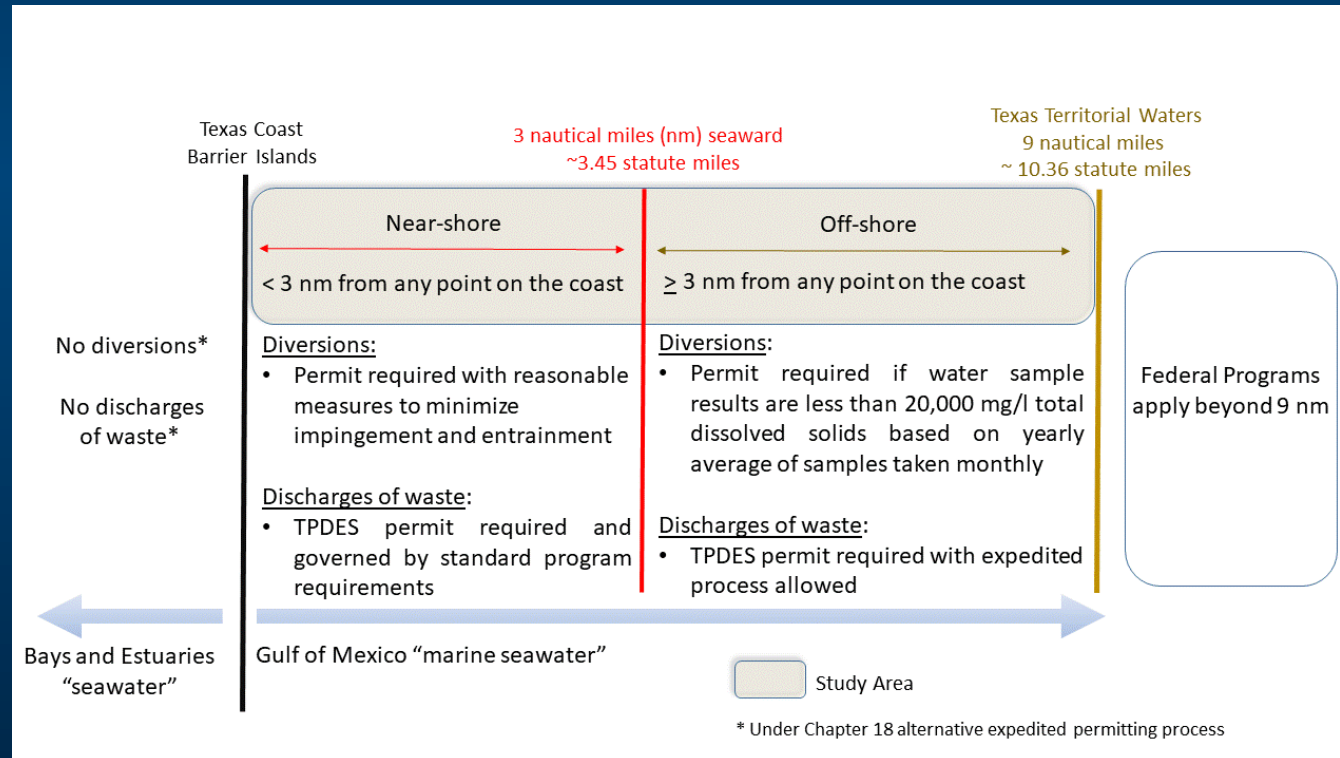 Texas Coast
Barrier Islands
3 nautical miles (nm) seaward
~3.45 statute miles
Texas Territorial Waters
9 nautical miles
~ 10.36 statute miles
Near-shore
< 3 nm from any point on the coast
Off-shore
≥ 3 nm from any point on the coast
No diversions*
No discharges
of waste*
Diversions:
• Permit required with reasonable
measures to minimize
impingement and entrainment
Discharges of waste:
• TPDES permit required and
governed by standard program
requirements
Diversions:
• Permit required if water sample
results are less than 20,000 mg/l total
dissolved solids based on yearly
average of samples taken monthly
Discharges of waste:
• TPDES permit required with expedited
process allowed
Federal Programs
apply beyond 9 nm
Bays and Estuaries
“seawater”
Gulf of Mexico “marine seawater”
Study Area
* Under Chapter 18 alternative expedited permitting process